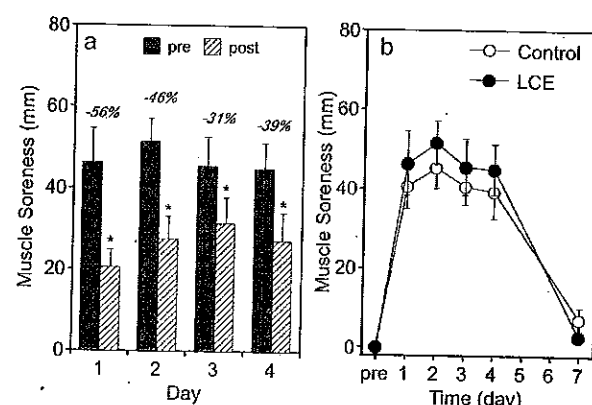 a
pre post
-56% -46% -31% -39%
* * * *
Muscle Soreness (mm)
80
60
40
20
0
1 2 3 4
Day
b
Control
LCE
Muscle Soreness (mm)
80
60
40
20
0
pre 1 2 3 4 5 6 7
Time (day)